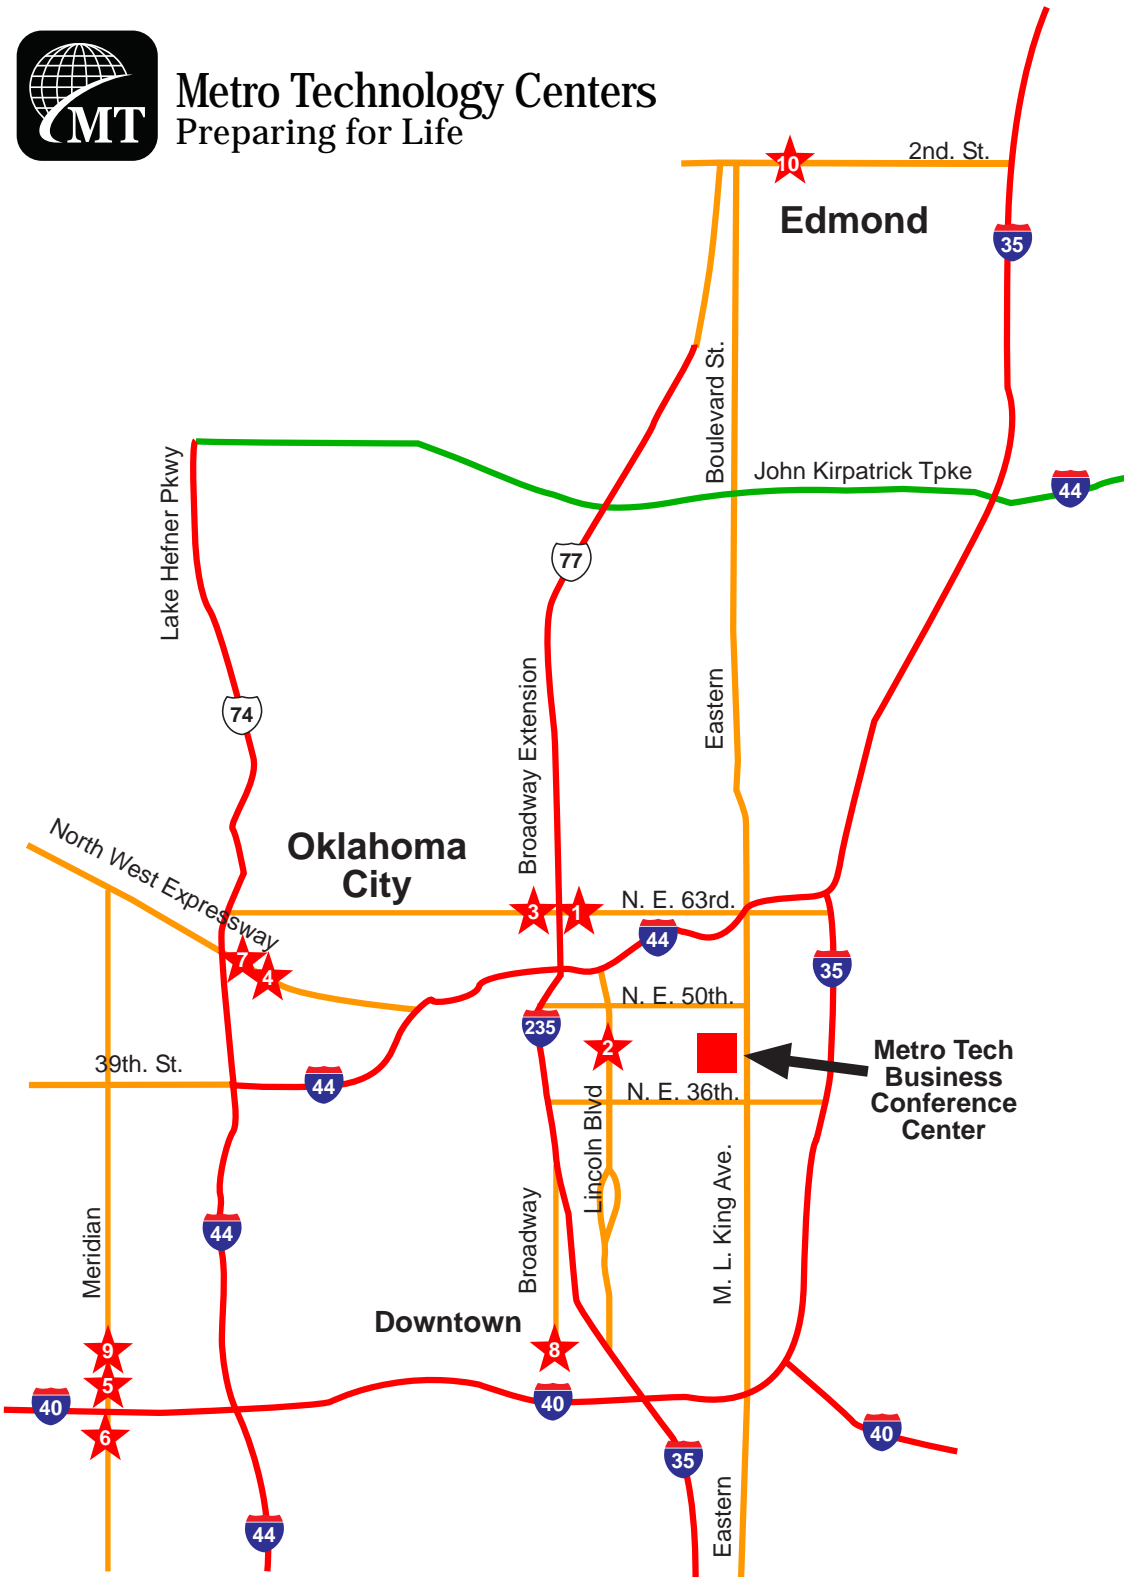 MT
Metro Technology Centers
Preparing for Life
10
2nd. St.
Edmond
35
Boulevard St.
John Kirpatrick Tpke
44
Lake Hefner Pkwy
77
Broadway Extension
Eastern
74
North West Expressway
Oklahoma
City
3
1
N. E. 63rd.
44
7
4
35
N. E. 50th.
235
2
Metro Tech
Business
Conference
Center
39th. St.
44
N. E. 36th.
Lincoln Blvd
M. L. King Ave.
Broadway
Meridian
44
Downtown
9
8
5
40
40
6
40
35
Eastern
44